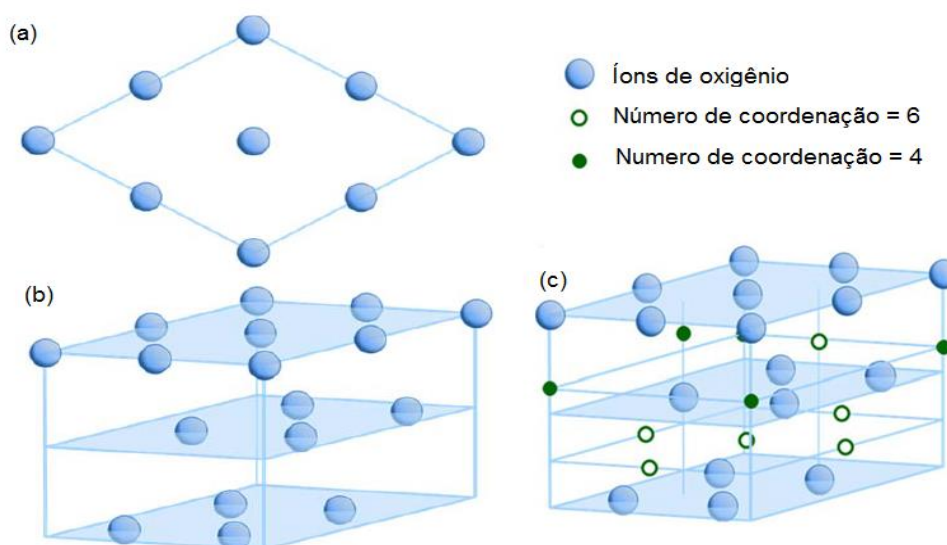 (a)
Íons de oxigênio
Número de coordenação = 6
Numero de coordenação = 4
(b)
(c)